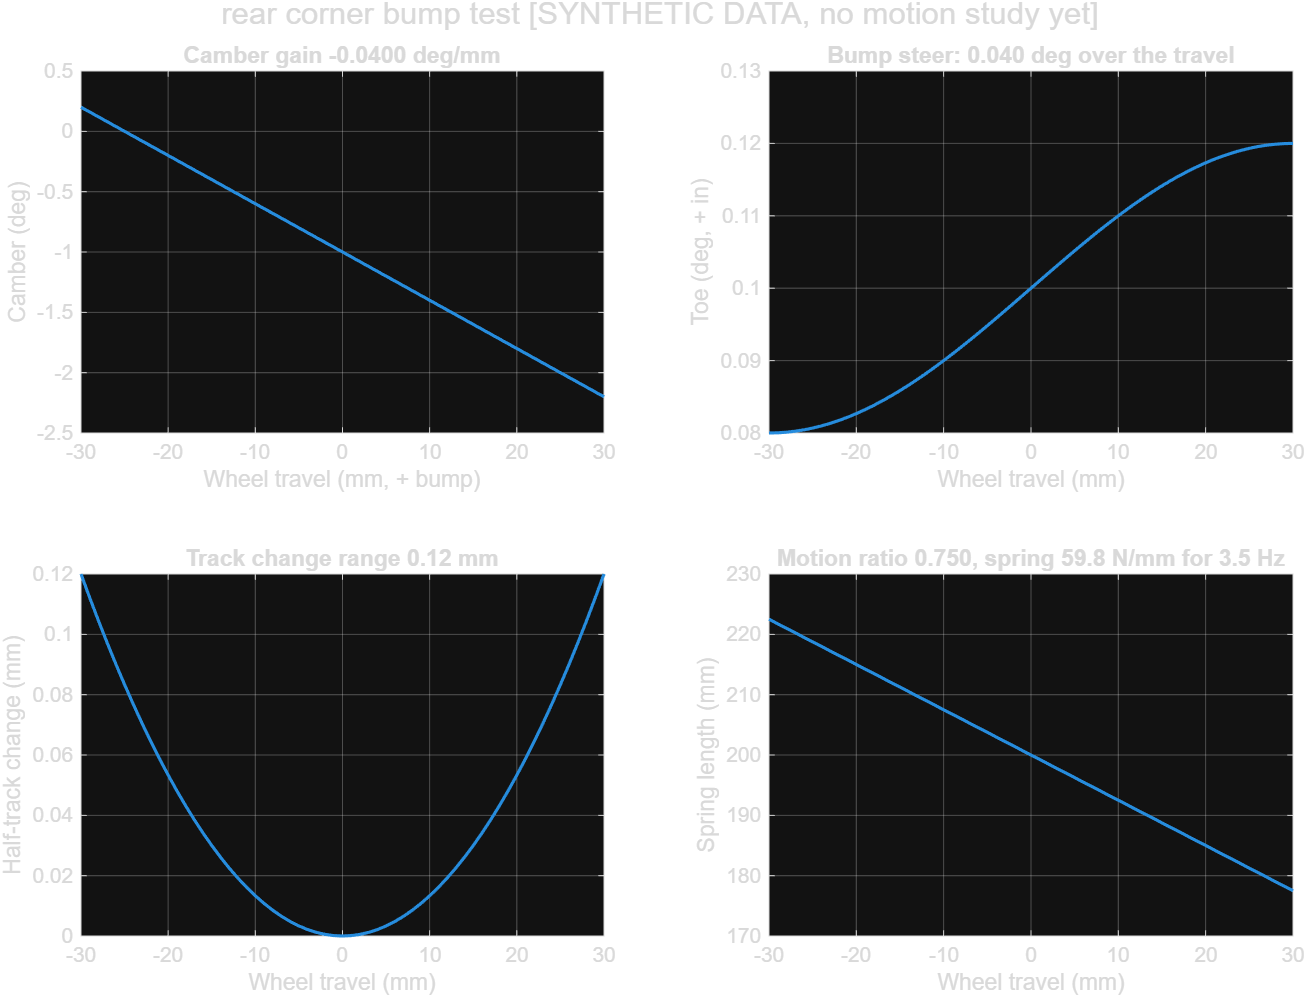 rear corner bump test [SYNTHETIC DATA, no motion study yet]
Camber gain -0.0400 deg/mm
0.5
0
-0.5
-1
-1.5
-2
-2.5
Camber (deg)
-30 -20 -10 0 10 20 30
Wheel travel (mm, + bump)
Bump steer: 0.040 deg over the travel
0.13
0.12
0.11
0.1
0.09
0.08
Toe (deg, + in)
-30 -20 -10 0 10 20 30
Wheel travel (mm)
Track change range 0.12 mm
0.12
0.1
0.08
0.06
0.04
0.02
0
Half-track change (mm)
-30 -20 -10 0 10 20 30
Wheel travel (mm)
Motion ratio 0.750, spring 59.8 N/mm for 3.5 Hz
230
220
210
200
190
180
170
Spring length (mm)
-30 -20 -10 0 10 20 30
Wheel travel (mm)